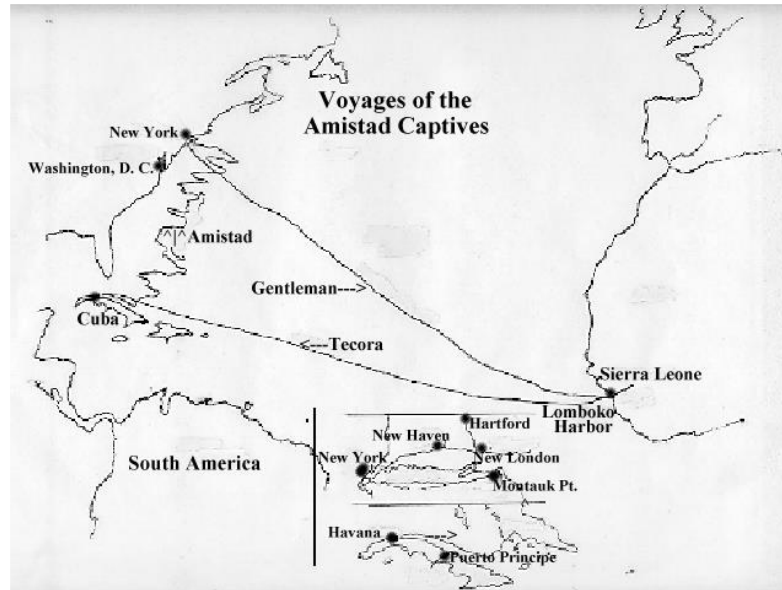 Voyages of the
Amistad Captives
New York
Washington, D. C.
^|^Amistad
Gentleman--->
Cuba
<---Tecora
Sierra Leone
Lomboko
Harbor
South America
Hartford
New Haven
New York
New London
Montauk Pt.
Havana
---->
Puerto Principe